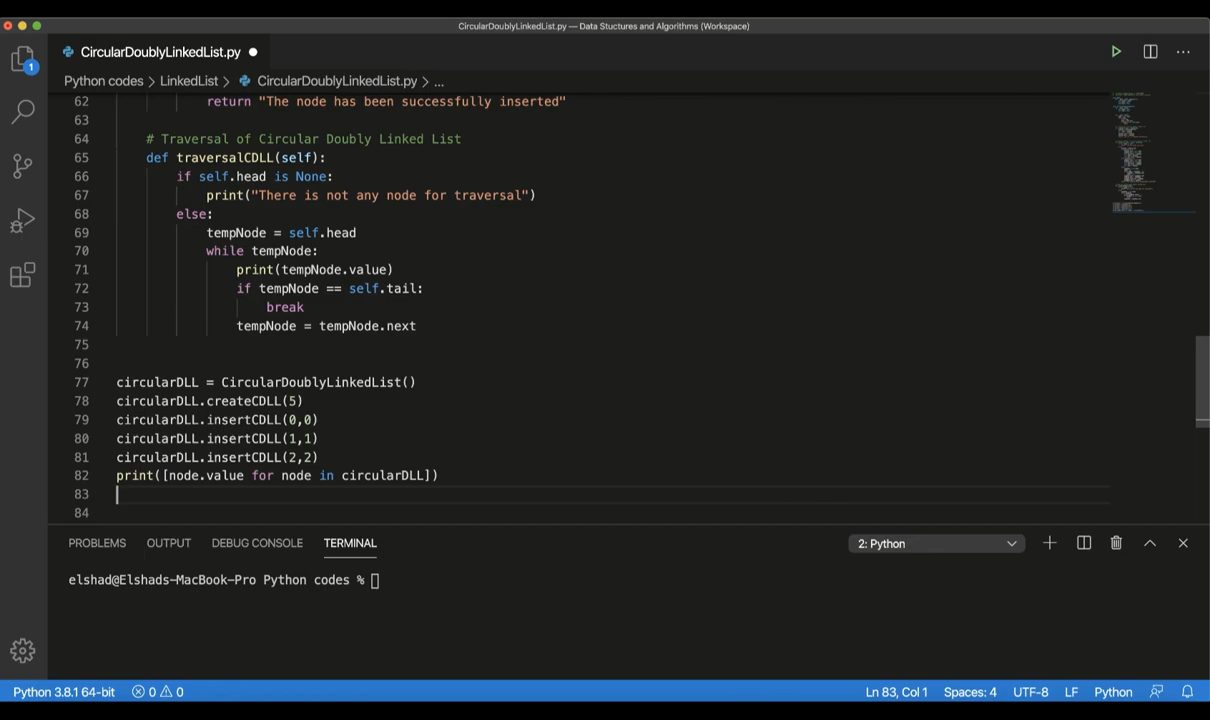 CircularDoublyLinkedList.py — Data Stuctures and Algorithms (Workspace)
CircularDoublyLinkedList.py
Python codes > LinkedList > CircularDoublyLinkedList.py > ...
1
62 return "The node has been successfully inserted"
63
64 # Traversal of Circular Doubly Linked List
65 def traversalCDLL(self):
66 if self.head is None:
67 print("There is not any node for traversal")
68 else:
69 tempNode = self.head
70 while tempNode:
71 print(tempNode.value)
72 if tempNode == self.tail:
73 break
74 tempNode = tempNode.next
75
76
77 circularDLL = CircularDoublyLinkedList()
78 circularDLL.createCDLL(5)
79 circularDLL.insertCDLL(0,0)
80 circularDLL.insertCDLL(1,1)
81 circularDLL.insertCDLL(2,2)
82 print([node.value for node in circularDLL])
83
84
PROBLEMS OUTPUT DEBUG CONSOLE TERMINAL 2: Python
elshad@Elshads-MacBook-Pro Python codes %
Python 3.8.1 64-bit 0 0 Ln 83, Col 1 Spaces: 4 UTF-8 LF Python